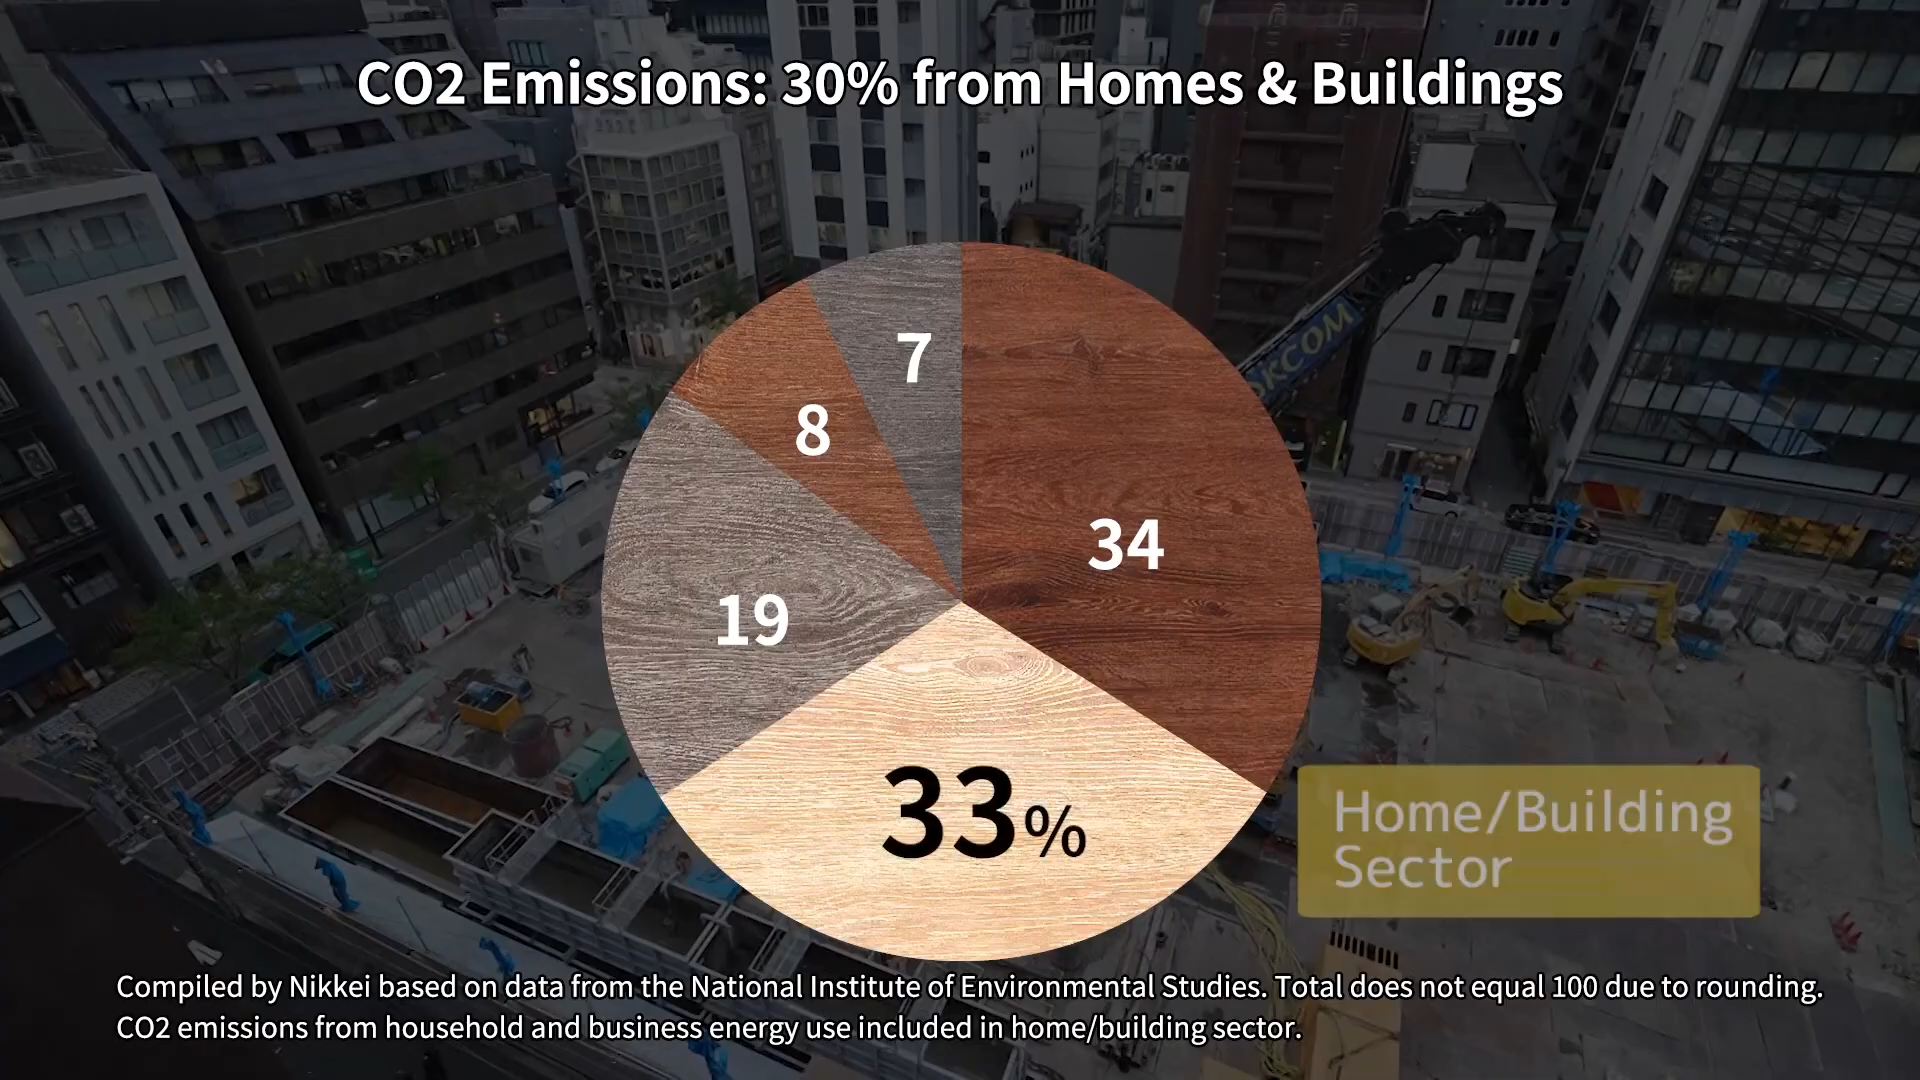 CO2 Emissions: 30% from Homes & Buildings
7
8
34
19
33%
Home/Building
Sector
Compiled by Nikkei based on data from the National Institute of Environmental Studies. Total does not equal 100 due to rounding.
CO2 emissions from household and business energy use included in home/building sector.